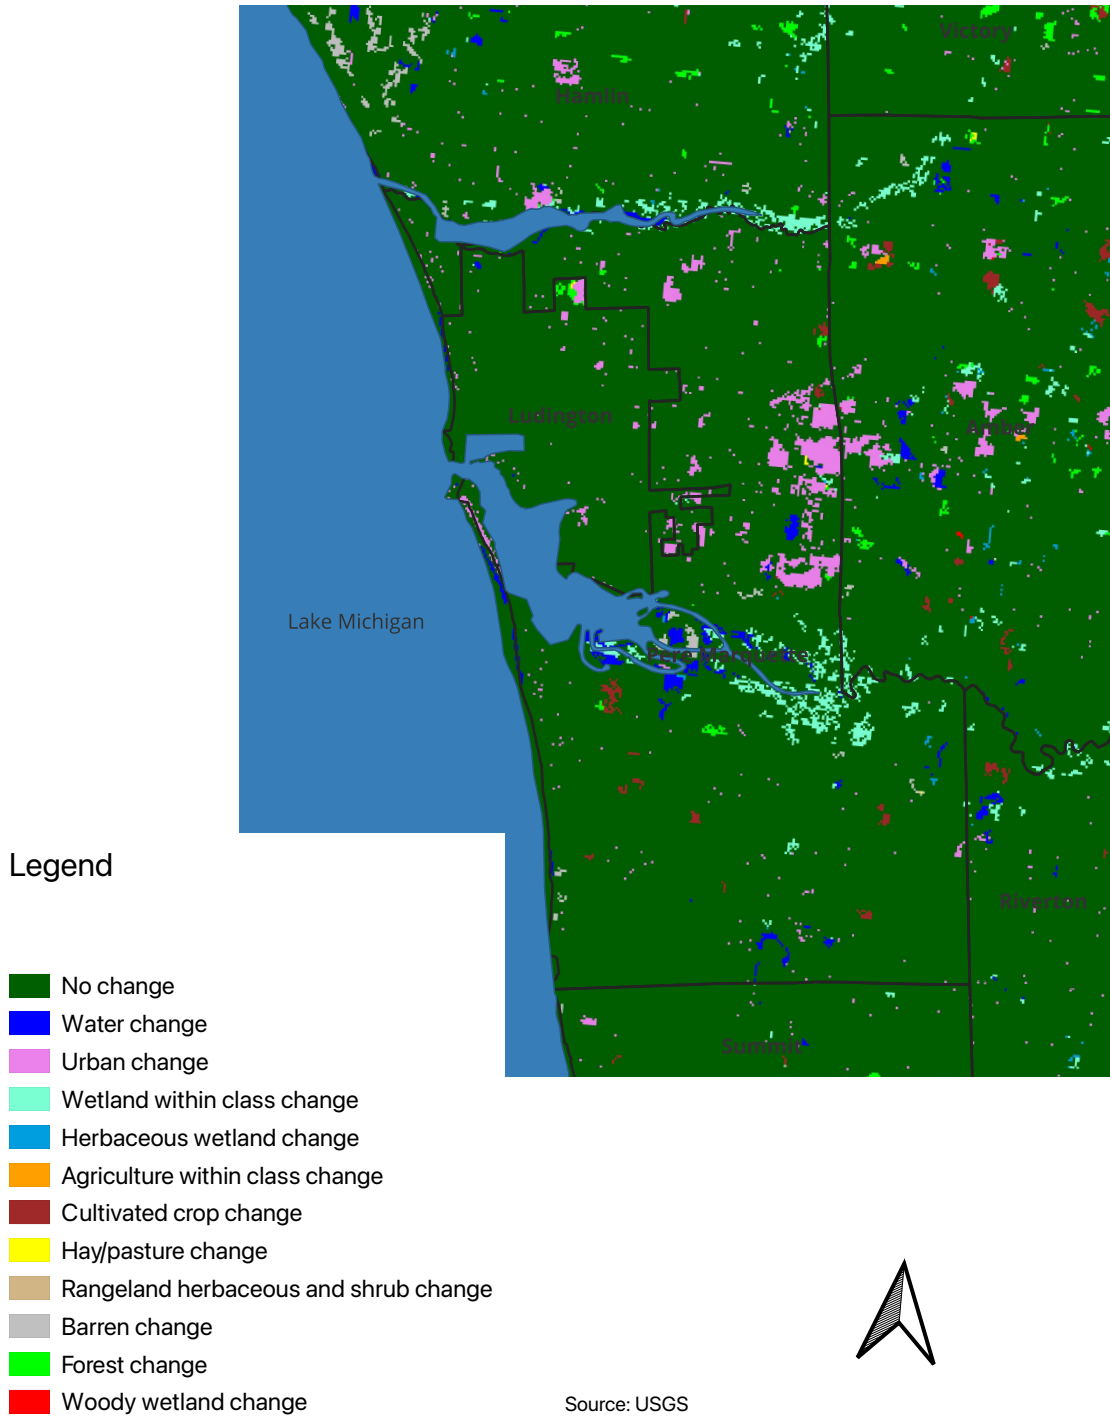 Victory
Hamlin
Ludington
Amber
Lake Michigan
Pere Marquette
Riverton
Summit
Legend
No change
Water change
Urban change
Wetland within class change
Herbaceous wetland change
Agriculture within class change
Cultivated crop change
Hay/pasture change
Rangeland herbaceous and shrub change
Barren change
Forest change
Woody wetland change
Source: USGS